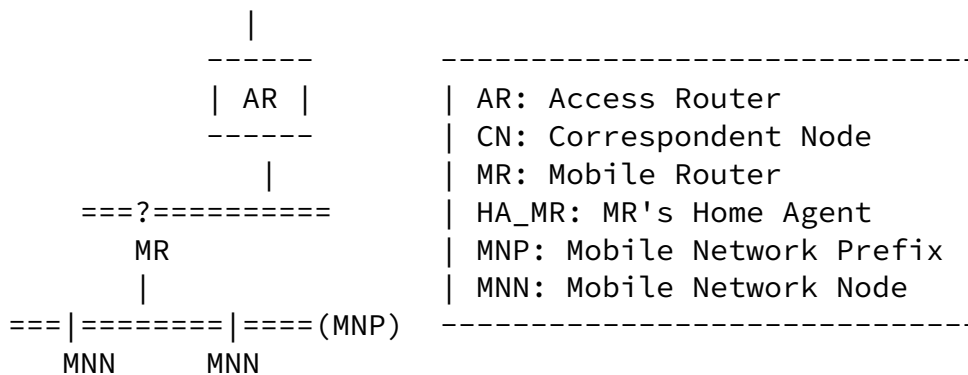 |
            ------       -------------------------------
            | AR |       | AR: Access Router
            ------       | CN: Correspondent Node
               |         | MR: Mobile Router
     ===?==========      | HA_MR: MR's Home Agent
        MR               | MNP: Mobile Network Prefix
        |                | MNN: Mobile Network Node
 ===|========|====(MNP)  -------------------------------
    MNN     MNN